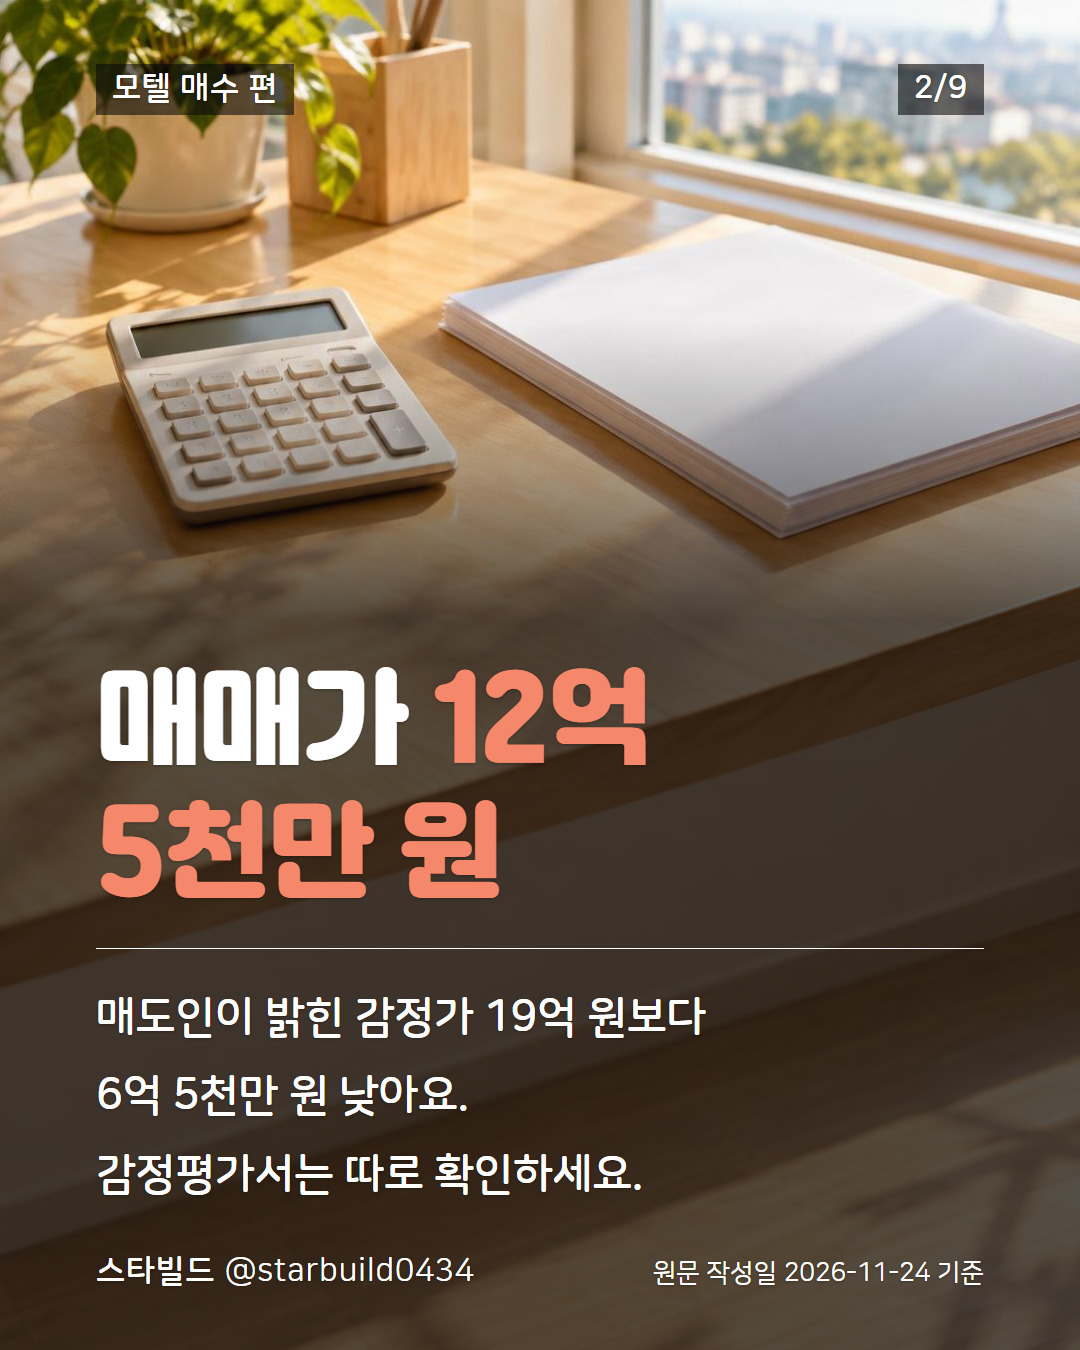 모텔 매수 편
2/9
매매가 12억
5천만 원
매도인이 밝힌 감정가 19억 원보다
6억 5천만 원 낮아요.
감정평가서는 따로 확인하세요.
스타빌드 @starbuild0434
원문 작성일 2026-11-24 기준